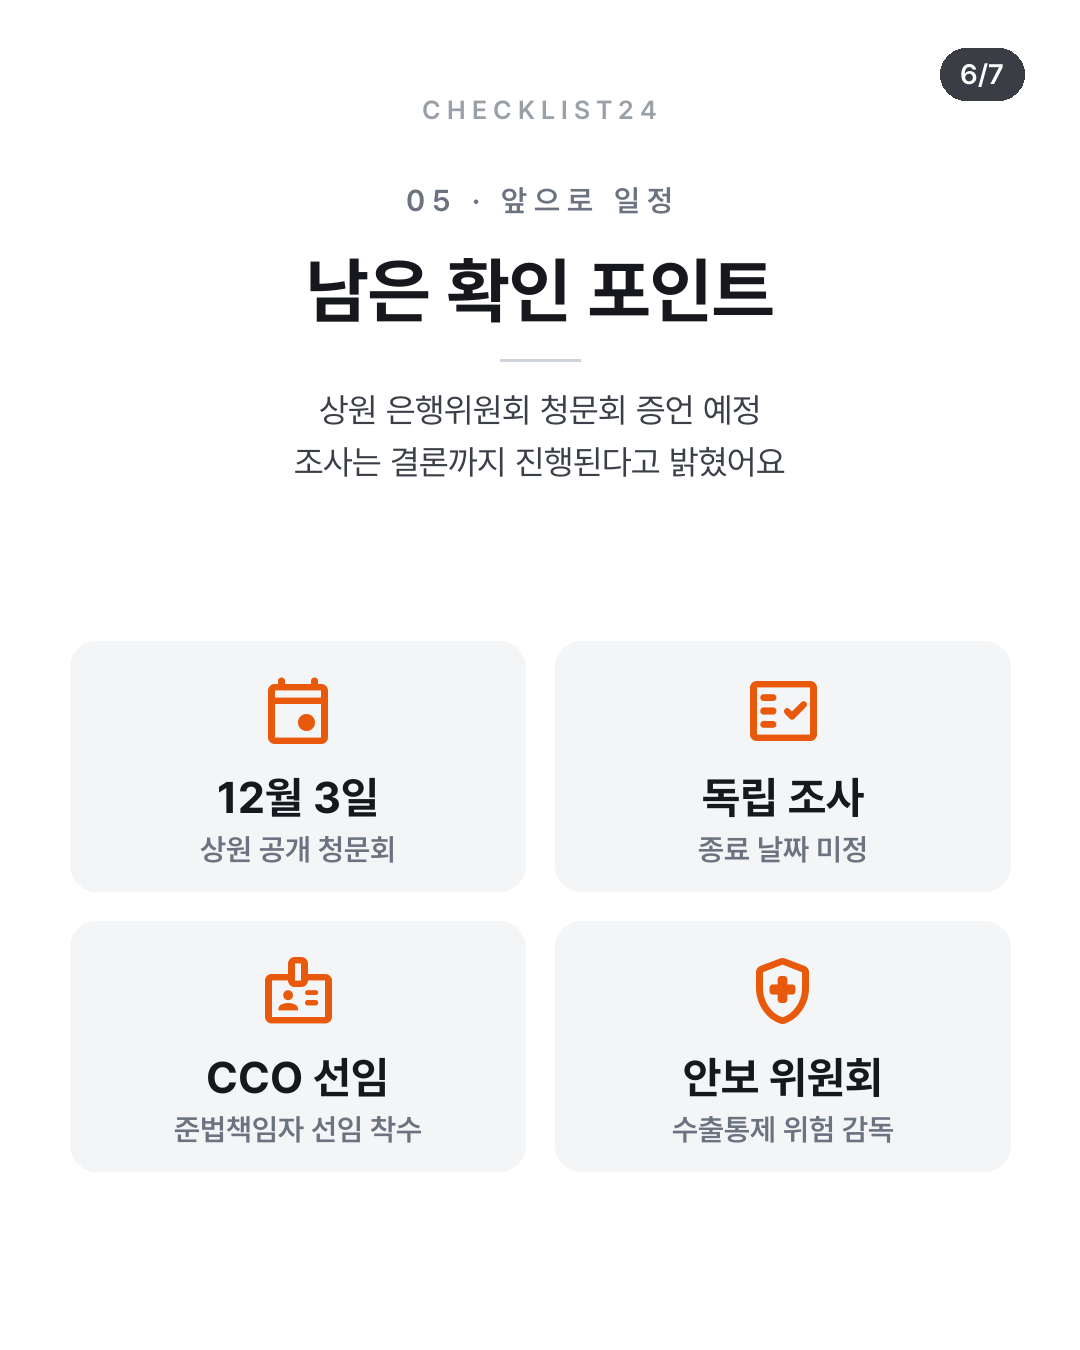 6/7
CHECKLIST24
05 · 앞으로 일정
남은 확인 포인트
상원 은행위원회 청문회 증언 예정
조사는 결론까지 진행된다고 밝혔어요
12월 3일
상원 공개 청문회
독립 조사
종료 날짜 미정
CCO 선임
준법책임자 선임 착수
안보 위원회
수출통제 위험 감독